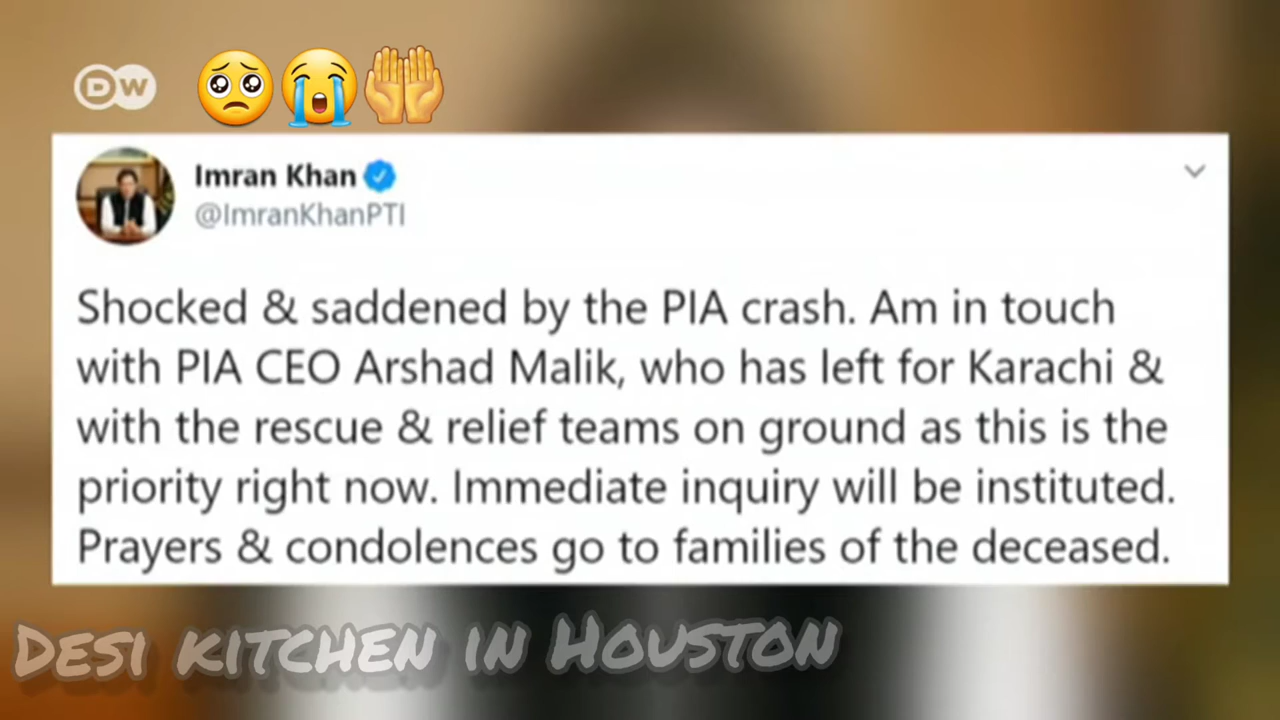 DW
Imran Khan
@ImranKhanPTI
Shocked & saddened by the PIA crash. Am in touch
with PIA CEO Arshad Malik, who has left for Karachi &
with the rescue & relief teams on ground as this is the
priority right now. Immediate inquiry will be instituted.
Prayers & condolences go to families of the deceased.
Desi kitchen in Houston